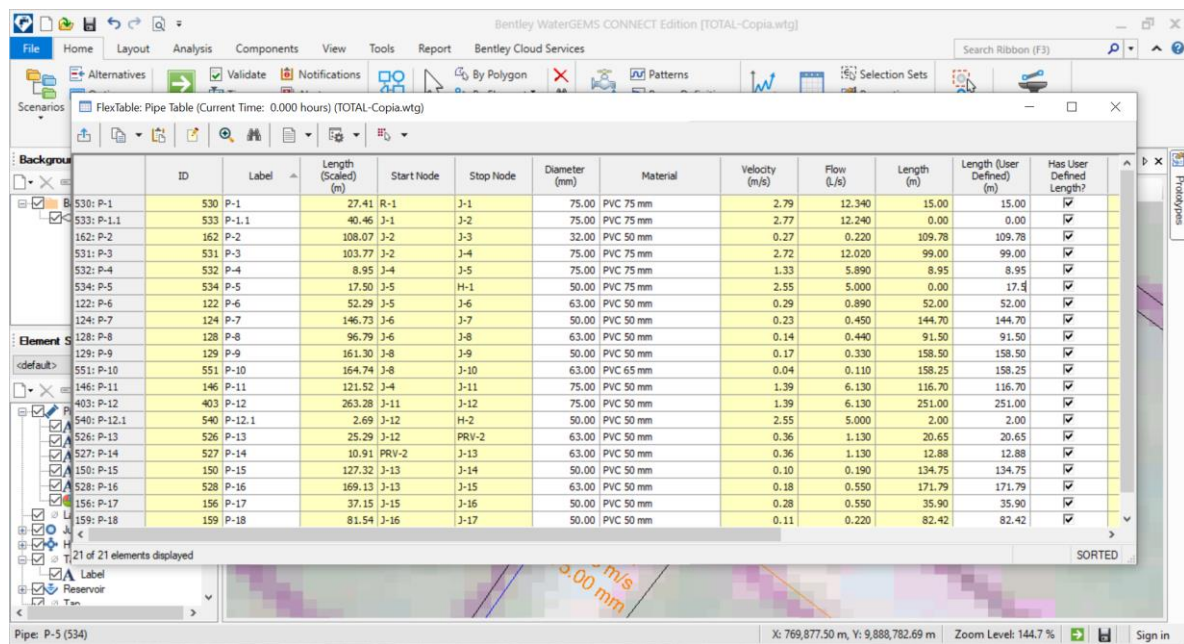 Bentley WaterGEMS CONNECT Edition [TOTAL-Copia.wtg]
File Home Layout Analysis Components View Tools Report Bentley Cloud Services Search Ribbon (F3)
Scenarios Alternatives Validate Notifications By Polygon Patterns Selection Sets
FlexTable: Pipe Table (Current Time: 0.000 hours) (TOTAL-Copia.wtg)
ID Label Length (Scaled) (m) Start Node Stop Node Diameter (mm) Material Velocity (m/s) Flow (L/s) Length (m) Length (User Defined) (m) Has User Defined Length?
530: P-1 530 P-1 27.41 R-1 J-1 75.00 PVC 75 mm 2.79 12.340 15.00 15.00
533: P-1.1 533 P-1.1 40.46 J-1 J-2 75.00 PVC 75 mm 2.77 12.240 0.00 0.00
162: P-2 162 P-2 108.07 J-2 J-3 32.00 PVC 50 mm 0.27 0.220 109.78 109.78
531: P-3 531 P-3 103.77 J-2 J-4 75.00 PVC 75 mm 2.72 12.020 99.00 99.00
532: P-4 532 P-4 8.95 J-4 J-5 75.00 PVC 75 mm 1.33 5.890 8.95 8.95
534: P-5 534 P-5 17.50 J-5 H-1 50.00 PVC 75 mm 2.55 5.000 0.00 17.5
122: P-6 122 P-6 52.29 J-5 J-6 63.00 PVC 50 mm 0.29 0.890 52.00 52.00
124: P-7 124 P-7 146.73 J-6 J-7 50.00 PVC 50 mm 0.23 0.450 144.70 144.70
128: P-8 128 P-8 96.79 J-6 J-8 63.00 PVC 50 mm 0.14 0.440 91.50 91.50
129: P-9 129 P-9 161.30 J-8 J-9 50.00 PVC 50 mm 0.17 0.330 158.50 158.50
551: P-10 551 P-10 164.74 J-8 J-10 63.00 PVC 65 mm 0.04 0.110 158.25 158.25
146: P-11 146 P-11 121.52 J-4 J-11 75.00 PVC 50 mm 1.39 6.130 116.70 116.70
403: P-12 403 P-12 263.28 J-11 J-12 75.00 PVC 50 mm 1.39 6.130 251.00 251.00
540: P-12.1 540 P-12.1 2.69 J-12 H-2 50.00 PVC 50 mm 2.55 5.000 2.00 2.00
526: P-13 526 P-13 25.29 J-12 PRV-2 63.00 PVC 50 mm 0.36 1.130 20.65 20.65
527: P-14 527 P-14 10.91 PRV-2 J-13 63.00 PVC 50 mm 0.36 1.130 12.88 12.88
150: P-15 150 P-15 127.32 J-13 J-14 50.00 PVC 50 mm 0.10 0.190 134.75 134.75
528: P-16 528 P-16 169.13 J-13 J-15 63.00 PVC 50 mm 0.18 0.550 171.79 171.79
156: P-17 156 P-17 37.15 J-15 J-16 50.00 PVC 50 mm 0.28 0.550 35.90 35.90
159: P-18 159 P-18 81.54 J-16 J-17 50.00 PVC 50 mm 0.11 0.220 82.42 82.42
21 of 21 elements displayed SORTED
Prototypes
<default>
Label
Reservoir
m/s
5.00 mm
Pipe: P-5 (534) X: 769,877.50 m, Y: 9,888,782.69 m Zoom Level: 144.7 % Sign in